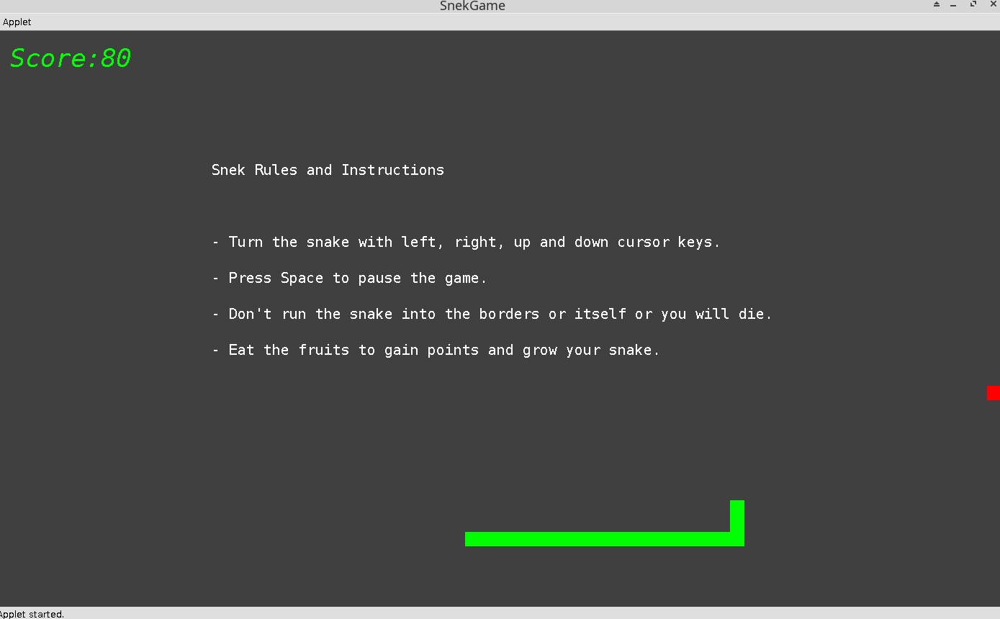 SnekGame
Applet
Score:80
Snek Rules and Instructions
- Turn the snake with left, right, up and down cursor keys.
- Press Space to pause the game.
- Don't run the snake into the borders or itself or you will die.
- Eat the fruits to gain points and grow your snake.
Applet started.